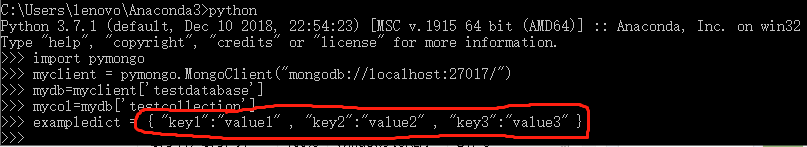 C:\Users\lenovo\Anaconda3>python
Python 3.7.1 (default, Dec 10 2018, 22:54:23) [MSC v.1915 64 bit (AMD64)] :: Anaconda, Inc. on win32
Type "help", "copyright", "credits" or "license" for more information.
>>> import pymongo
>>> myclient = pymongo.MongoClient("mongodb://localhost:27017/")
>>> mydb=myclient['testdatabase']
>>> mycol=mydb['testcollection']
>>> exampledict = { "key1":"value1" , "key2":"value2" , "key3":"value3" }
>>>